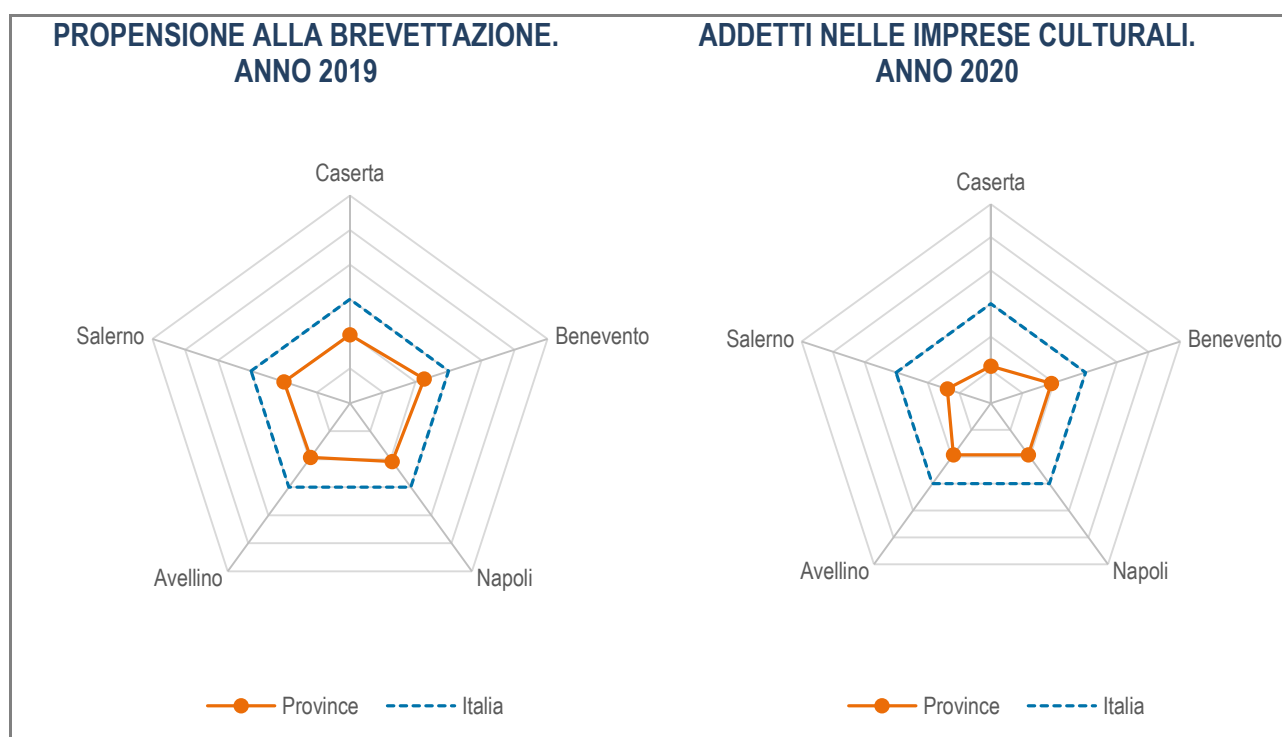 PROPENSIONE ALLA BREVETTAZIONE.
ANNO 2019
Caserta
Salerno
Benevento
Avellino
Napoli
Province
Italia
ADDETTI NELLE IMPRESE CULTURALI.
ANNO 2020
Caserta
Salerno
Benevento
Avellino
Napoli
Province
Italia